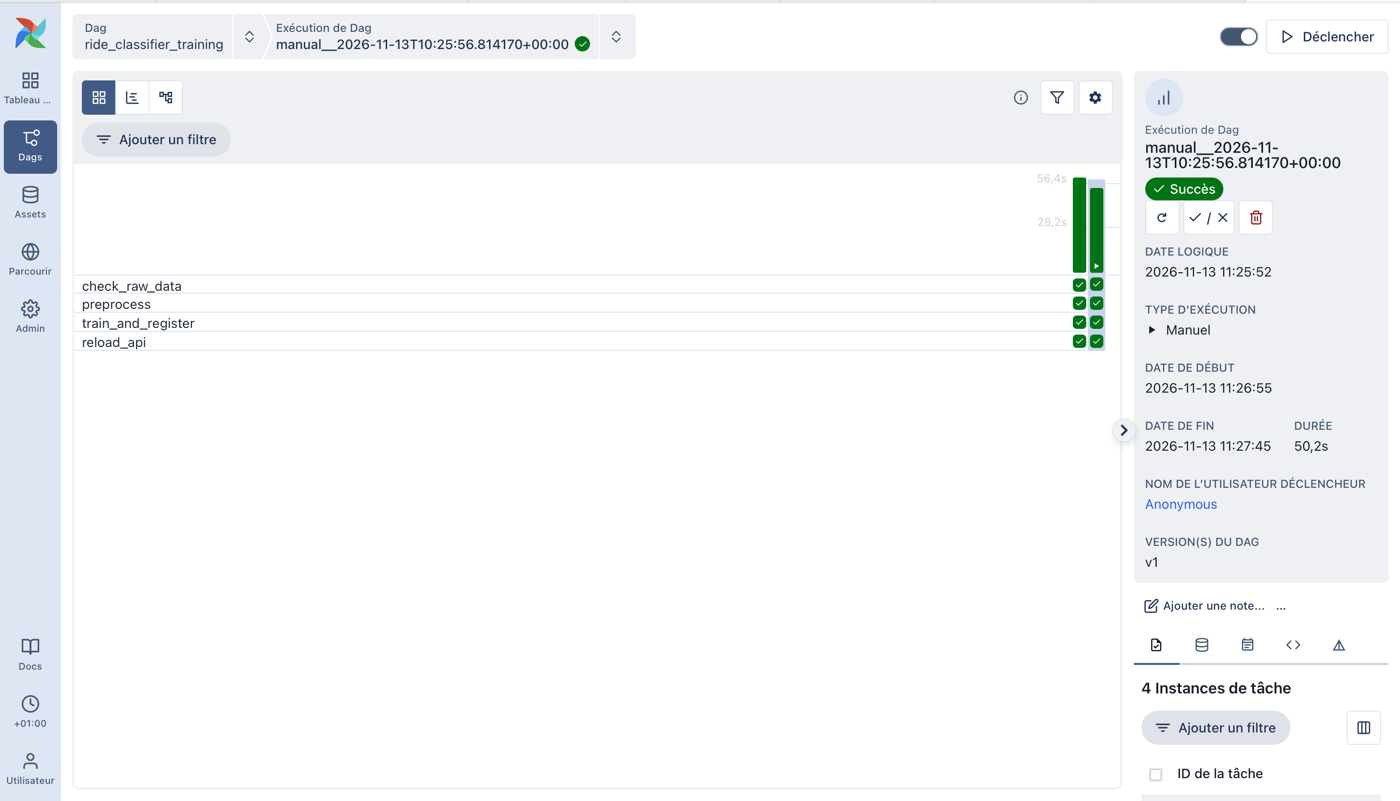 Dag
ride_classifier_training
Exécution de Dag
manual__2026-11-13T10:25:56.814170+00:00
Déclencher
Tableau ...
Dags
Assets
Parcourir
Admin
Docs
+01:00
Utilisateur
Ajouter un filtre
56,4s
28,2s
check_raw_data
preprocess
train_and_register
reload_api
Exécution de Dag
manual__2026-11-
13T10:25:56.814170+00:00
Succès
/
DATE LOGIQUE
2026-11-13 11:25:52
TYPE D'EXÉCUTION
Manuel
DATE DE DÉBUT
2026-11-13 11:26:55
DATE DE FIN DURÉE
2026-11-13 11:27:45 50,2s
NOM DE L'UTILISATEUR DÉCLENCHEUR
Anonymous
VERSION(S) DU DAG
v1
Ajouter une note... ...
4 Instances de tâche
Ajouter un filtre
ID de la tâche